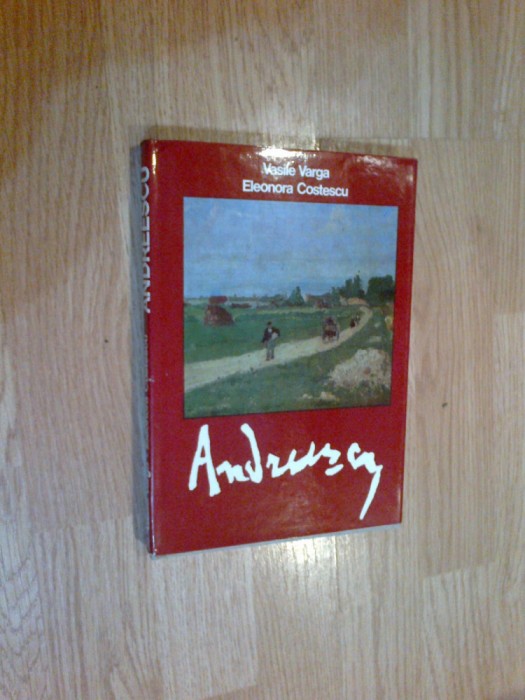 Vasile Varga
Eleonora Costescu
Andreescu
ANDREESCU